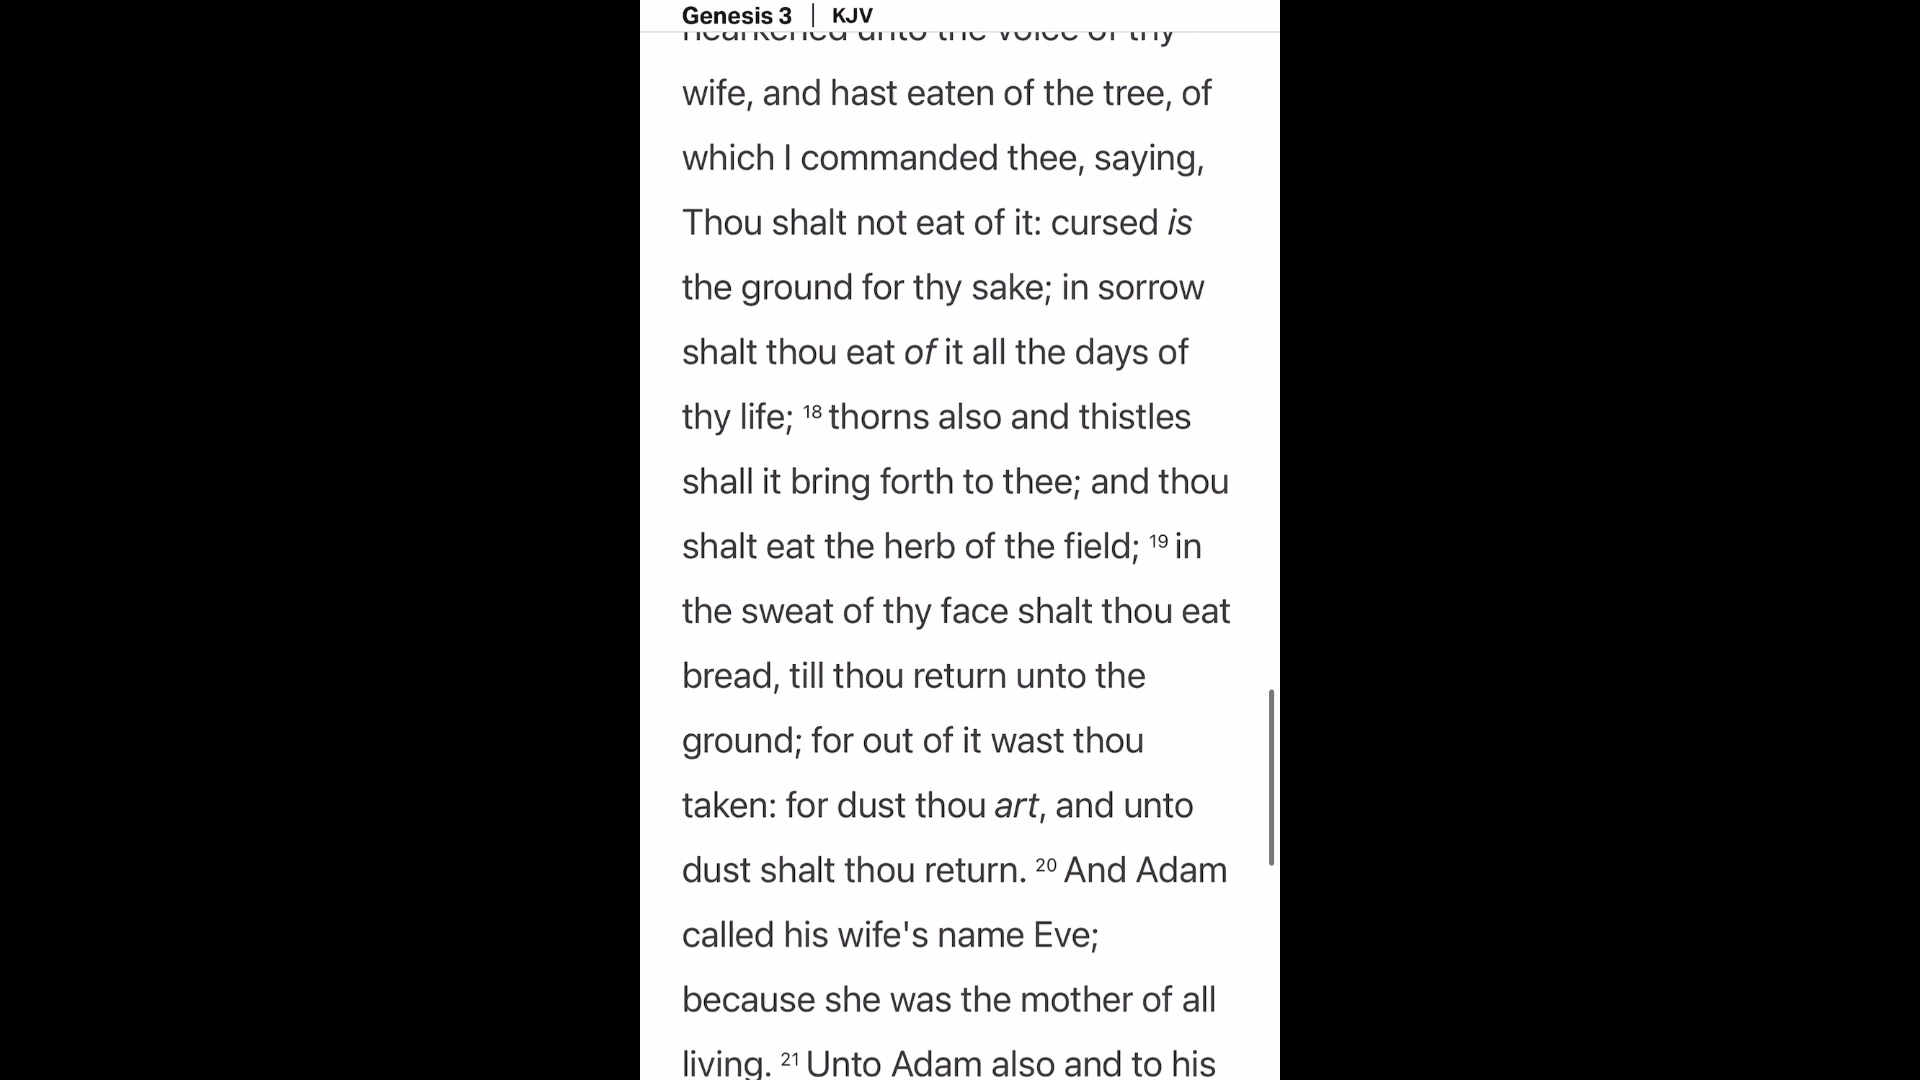 Genesis 3 | KJV
hearkened unto the voice of thy
wife, and hast eaten of the tree, of
which I commanded thee, saying,
Thou shalt not eat of it: cursed is
the ground for thy sake; in sorrow
shalt thou eat of it all the days of
thy life; 18 thorns also and thistles
shall it bring forth to thee; and thou
shalt eat the herb of the field; 19 in
the sweat of thy face shalt thou eat
bread, till thou return unto the
ground; for out of it wast thou
taken: for dust thou art, and unto
dust shalt thou return. 20 And Adam
called his wife's name Eve;
because she was the mother of all
living. 21 Unto Adam also and to his